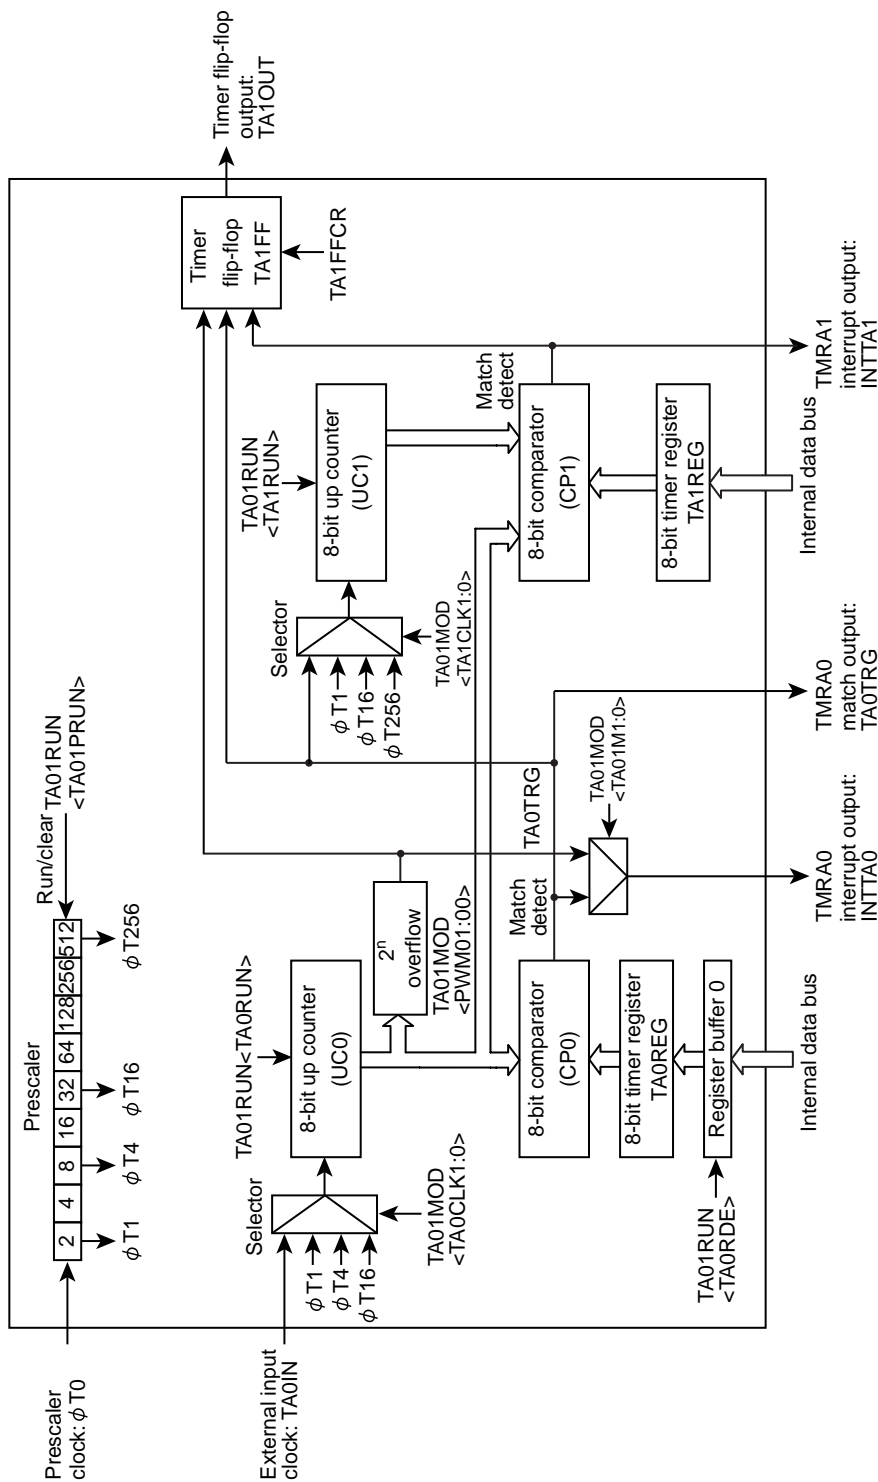 Prescaler
clock: ϕT0
Prescaler
2
4
8
16
32
64
128
256
512
Run/clear
TA01RUN
<TA01PRUN>
ϕT1
ϕT4
ϕT16
ϕT256
External input
clock: TA0IN
Selector
ϕT1
ϕT4
ϕT16
TA01MOD
<TA0CLK1:0>
TA01RUN<TA0RUN>
8-bit up counter
(UC0)
2ⁿ
overflow
TA01MOD
<PWM01:00>
8-bit comparator
(CP0)
Match
detect
TA0TRG
8-bit timer register
TA0REG
Register buffer 0
TA01RUN
<TA0RDE>
Internal data bus
TA01MOD
<TA01M1:0>
TMRA0
interrupt output:
INTTA0
TMRA0
match output:
TA0TRG
Selector
ϕT1
ϕT16
ϕT256
TA01MOD
<TA1CLK1:0>
TA01RUN
<TA1RUN>
8-bit up counter
(UC1)
8-bit comparator
(CP1)
Match
detect
8-bit timer register
TA1REG
Internal data bus
TMRA1
interrupt output:
INTTA1
Timer
flip-flop
TA1FF
TA1FFCR
Timer flip-flop
output:
TA1OUT